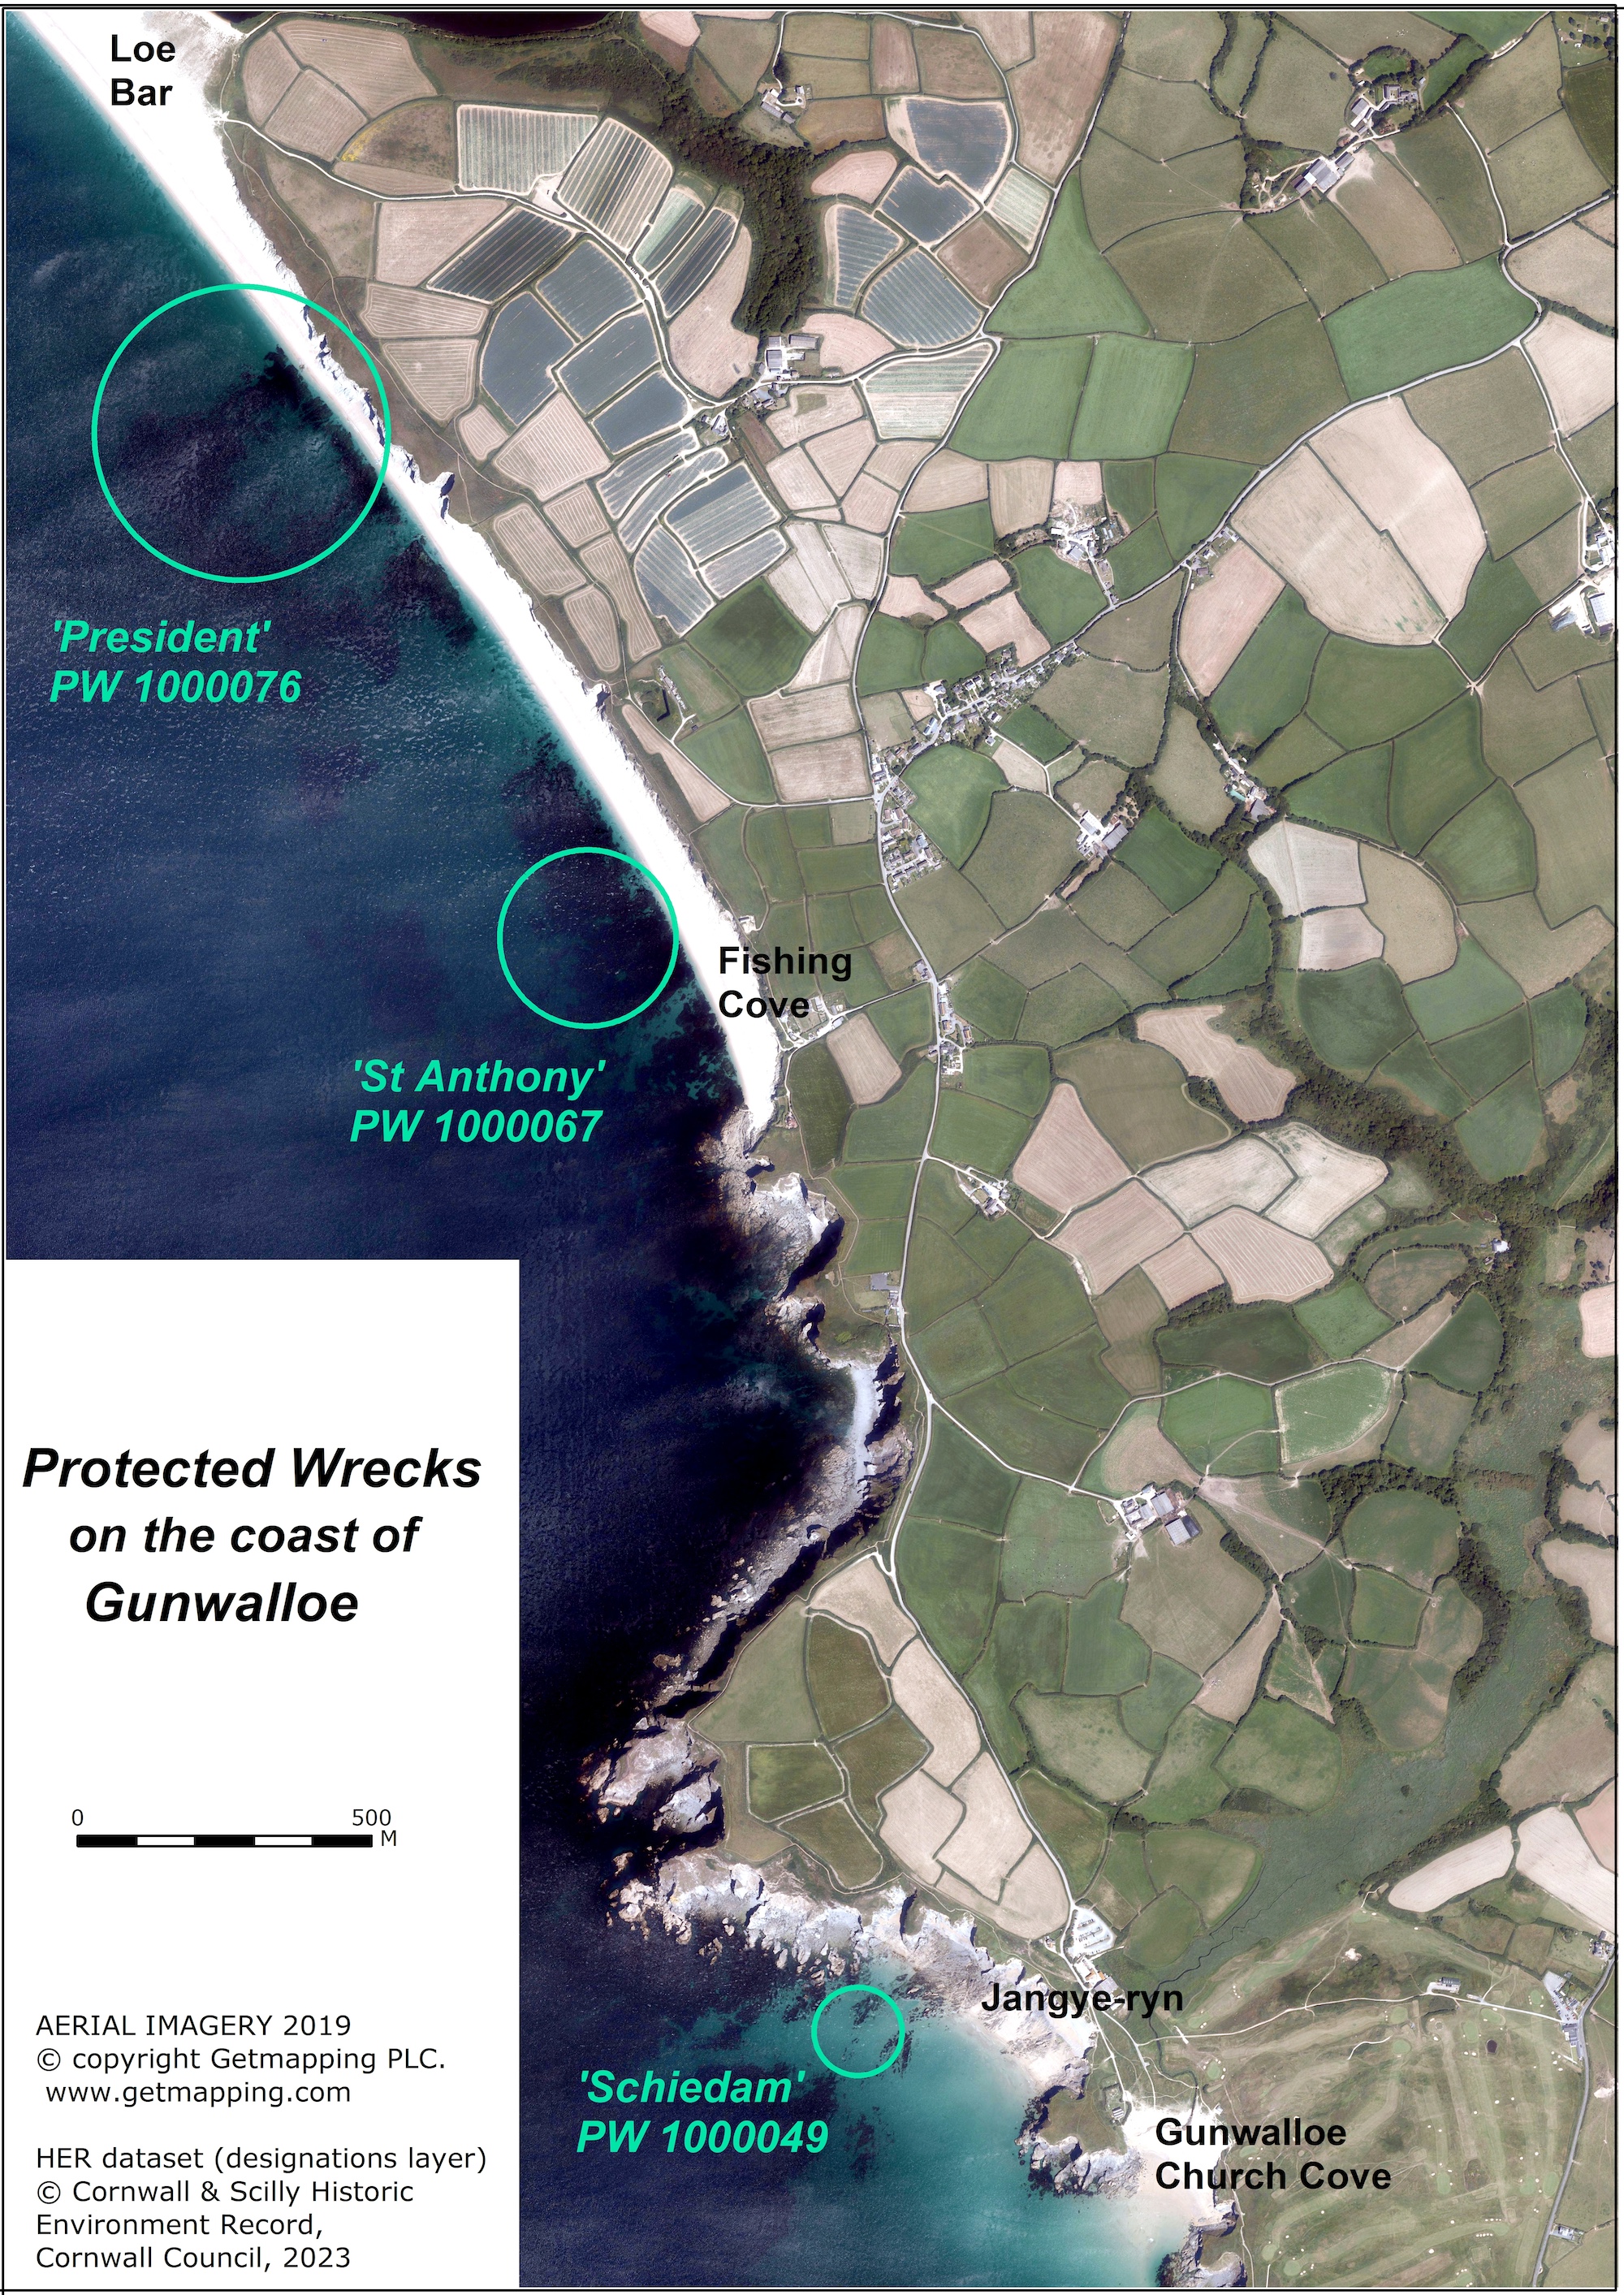 Loe
Bar
'President'
PW 1000076
Fishing
Cove
'St Anthony'
PW 1000067
Protected Wrecks
on the coast of
Gunwalloe
0 500
M
AERIAL IMAGERY 2019
© copyright Getmapping PLC.
www.getmapping.com
HER dataset (designations layer)
© Cornwall & Scilly Historic
Environment Record,
Cornwall Council, 2023
Jangye-ryn
'Schiedam'
PW 1000049
Gunwalloe
Church Cove